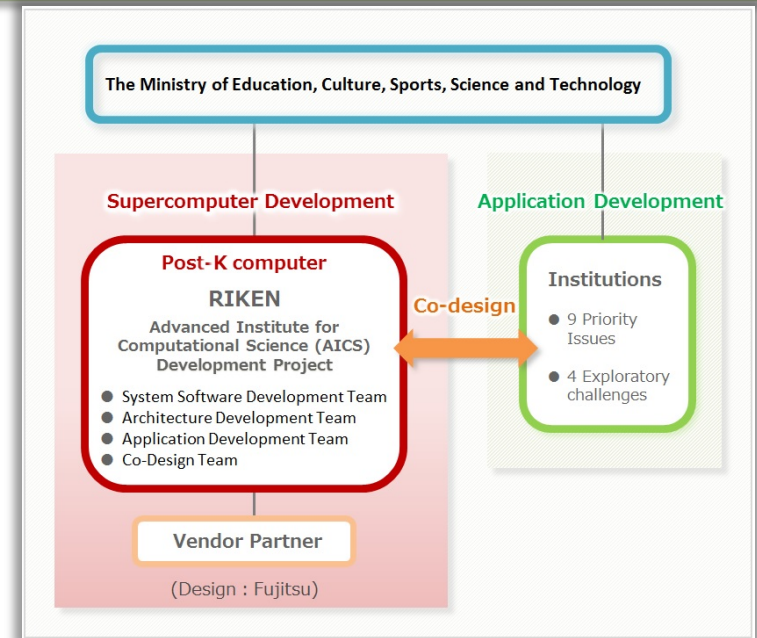 The Ministry of Education, Culture, Sports, Science and Technology
Supercomputer Development
Application Development
Post-K computer
RIKEN
Advanced Institute for
Computational Science (AICS)
Development Project
● System Software Development Team
● Architecture Development Team
● Application Development Team
● Co-Design Team
Co-design
Institutions
● 9 Priority
Issues
● 4 Exploratory
challenges
Vendor Partner
(Design : Fujitsu)